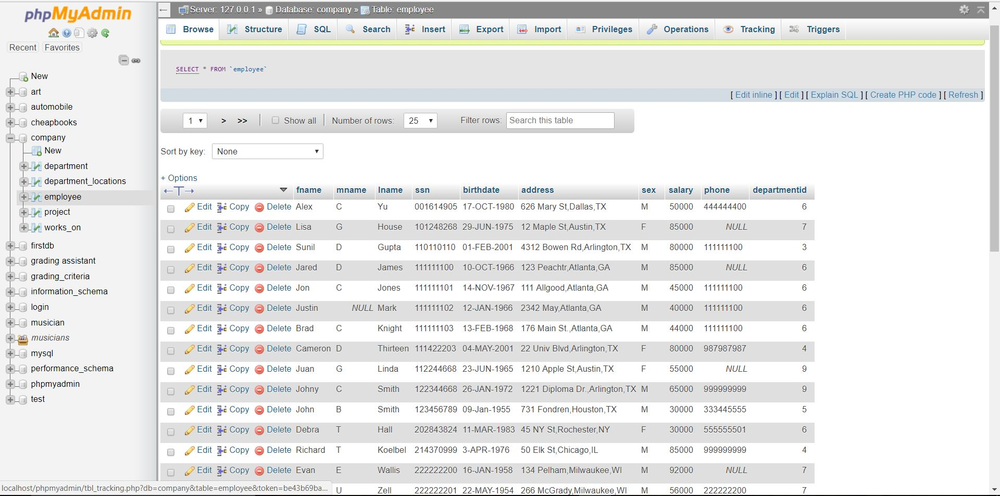 phpMyAdmin
Recent Favorites
New
art
automobile
cheapbooks
company
New
department
department_locations
employee
project
works_on
firstdb
grading assistant
grading_criteria
information_schema
login
musician
musicians
mysql
performance_schema
phpmyadmin
test
localhost/phpmyadmin/tbl_tracking.php?db=company&table=employee&token=be43b69ba...
Server: 127.0.0.1 » Database: company » Table: employee
Browse Structure SQL Search Insert Export Import Privileges Operations Tracking Triggers
SELECT * FROM `employee`
[ Edit inline ] [ Edit ] [ Explain SQL ] [ Create PHP code ] [ Refresh ]
1 > >> Show all Number of rows: 25 Filter rows: Search this table
Sort by key: None
+ Options
fname mname lname ssn birthdate address sex salary phone departmentid
Edit Copy Delete Alex C Yu 001614905 17-OCT-1980 626 Mary St,Dallas,TX M 50000 444444400 6
Edit Copy Delete Lisa G House 101248268 29-JUN-1975 12 Maple St,Austin,TX F 85000 NULL 7
Edit Copy Delete Sunil D Gupta 110110110 01-FEB-2001 4312 Bowen Rd,Arlington,TX M 80000 111111100 3
Edit Copy Delete Jared D James 111111100 10-OCT-1966 123 Peachtr,Atlanta,GA M 85000 NULL 6
Edit Copy Delete Jon C Jones 111111101 14-NOV-1967 111 Allgood,Atlanta,GA M 45000 111111100 6
Edit Copy Delete Justin NULL Mark 111111102 12-JAN-1966 2342 May,Atlanta,GA M 40000 111111100 6
Edit Copy Delete Brad C Knight 111111103 13-FEB-1968 176 Main St.,Atlanta,GA M 44000 111111100 6
Edit Copy Delete Cameron D Thirteen 111422203 04-MAY-2001 22 Univ Blvd,Arlington,TX F 80000 987987987 4
Edit Copy Delete Juan G Linda 112244668 23-JUN-1965 1210 Apple St,Austin,TX F 55000 NULL 9
Edit Copy Delete Johny C Smith 122344668 26-JAN-1972 1221 Diploma Dr.,Arlington,TX M 65000 999999999 9
Edit Copy Delete John B Smith 123456789 09-Jan-1955 731 Fondren,Houston,TX M 30000 333445555 5
Edit Copy Delete Debra T Hall 202843824 11-MAR-1983 45 NY St,Rochester,NY F 30000 555555501 6
Edit Copy Delete Richard T Koelbel 214370999 3-APR-1976 50 Elk St,Chicago,IL M 85000 999999999 4
Edit Copy Delete Evan E Wallis 222222200 16-JAN-1958 134 Pelham,Milwaukee,WI M 92000 NULL 7
U Zell 222222201 22-MAY-1954 266 McGrady,Milwaukee,WI M 56000 222222200 7